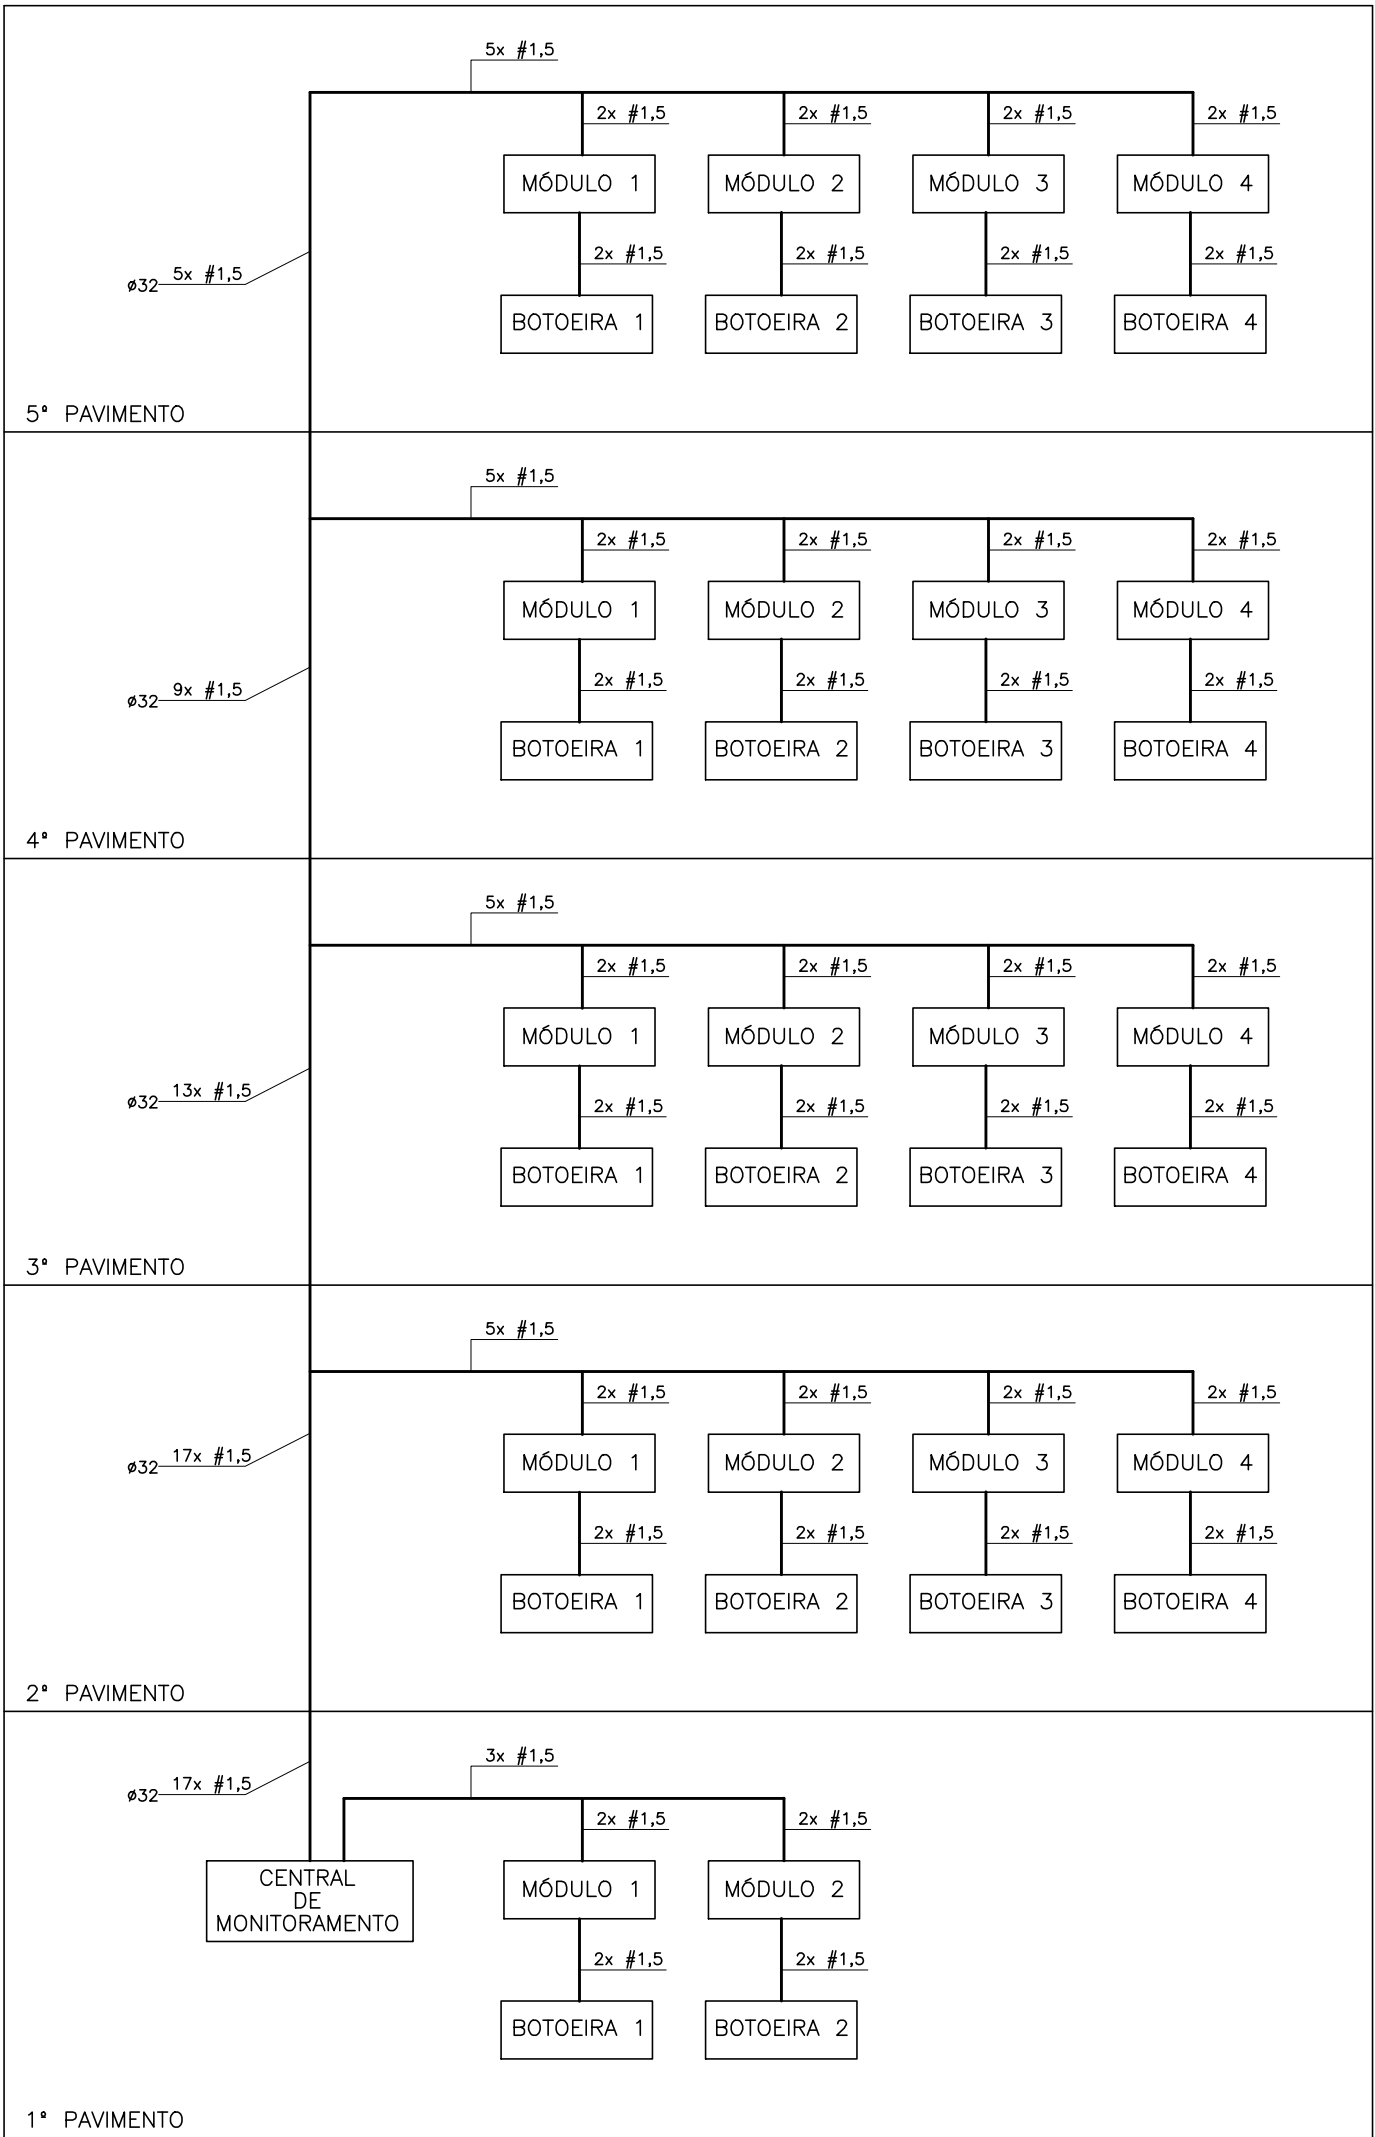 5x #1,5
2x #1,5 2x #1,5 2x #1,5 2x #1,5
MÓDULO 1 MÓDULO 2 MÓDULO 3 MÓDULO 4
ø32 5x #1,5 2x #1,5 2x #1,5 2x #1,5 2x #1,5
BOTOEIRA 1 BOTOEIRA 2 BOTOEIRA 3 BOTOEIRA 4
5º PAVIMENTO
5x #1,5
2x #1,5 2x #1,5 2x #1,5 2x #1,5
MÓDULO 1 MÓDULO 2 MÓDULO 3 MÓDULO 4
ø32 9x #1,5 2x #1,5 2x #1,5 2x #1,5 2x #1,5
BOTOEIRA 1 BOTOEIRA 2 BOTOEIRA 3 BOTOEIRA 4
4º PAVIMENTO
5x #1,5
2x #1,5 2x #1,5 2x #1,5 2x #1,5
MÓDULO 1 MÓDULO 2 MÓDULO 3 MÓDULO 4
ø32 13x #1,5 2x #1,5 2x #1,5 2x #1,5 2x #1,5
BOTOEIRA 1 BOTOEIRA 2 BOTOEIRA 3 BOTOEIRA 4
3º PAVIMENTO
5x #1,5
2x #1,5 2x #1,5 2x #1,5 2x #1,5
ø32 17x #1,5 MÓDULO 1 MÓDULO 2 MÓDULO 3 MÓDULO 4
2x #1,5 2x #1,5 2x #1,5 2x #1,5
BOTOEIRA 1 BOTOEIRA 2 BOTOEIRA 3 BOTOEIRA 4
2º PAVIMENTO
3x #1,5
ø32 17x #1,5
2x #1,5 2x #1,5
CENTRAL
DE
MONITORAMENTO
MÓDULO 1 MÓDULO 2
2x #1,5 2x #1,5
BOTOEIRA 1 BOTOEIRA 2
1º PAVIMENTO